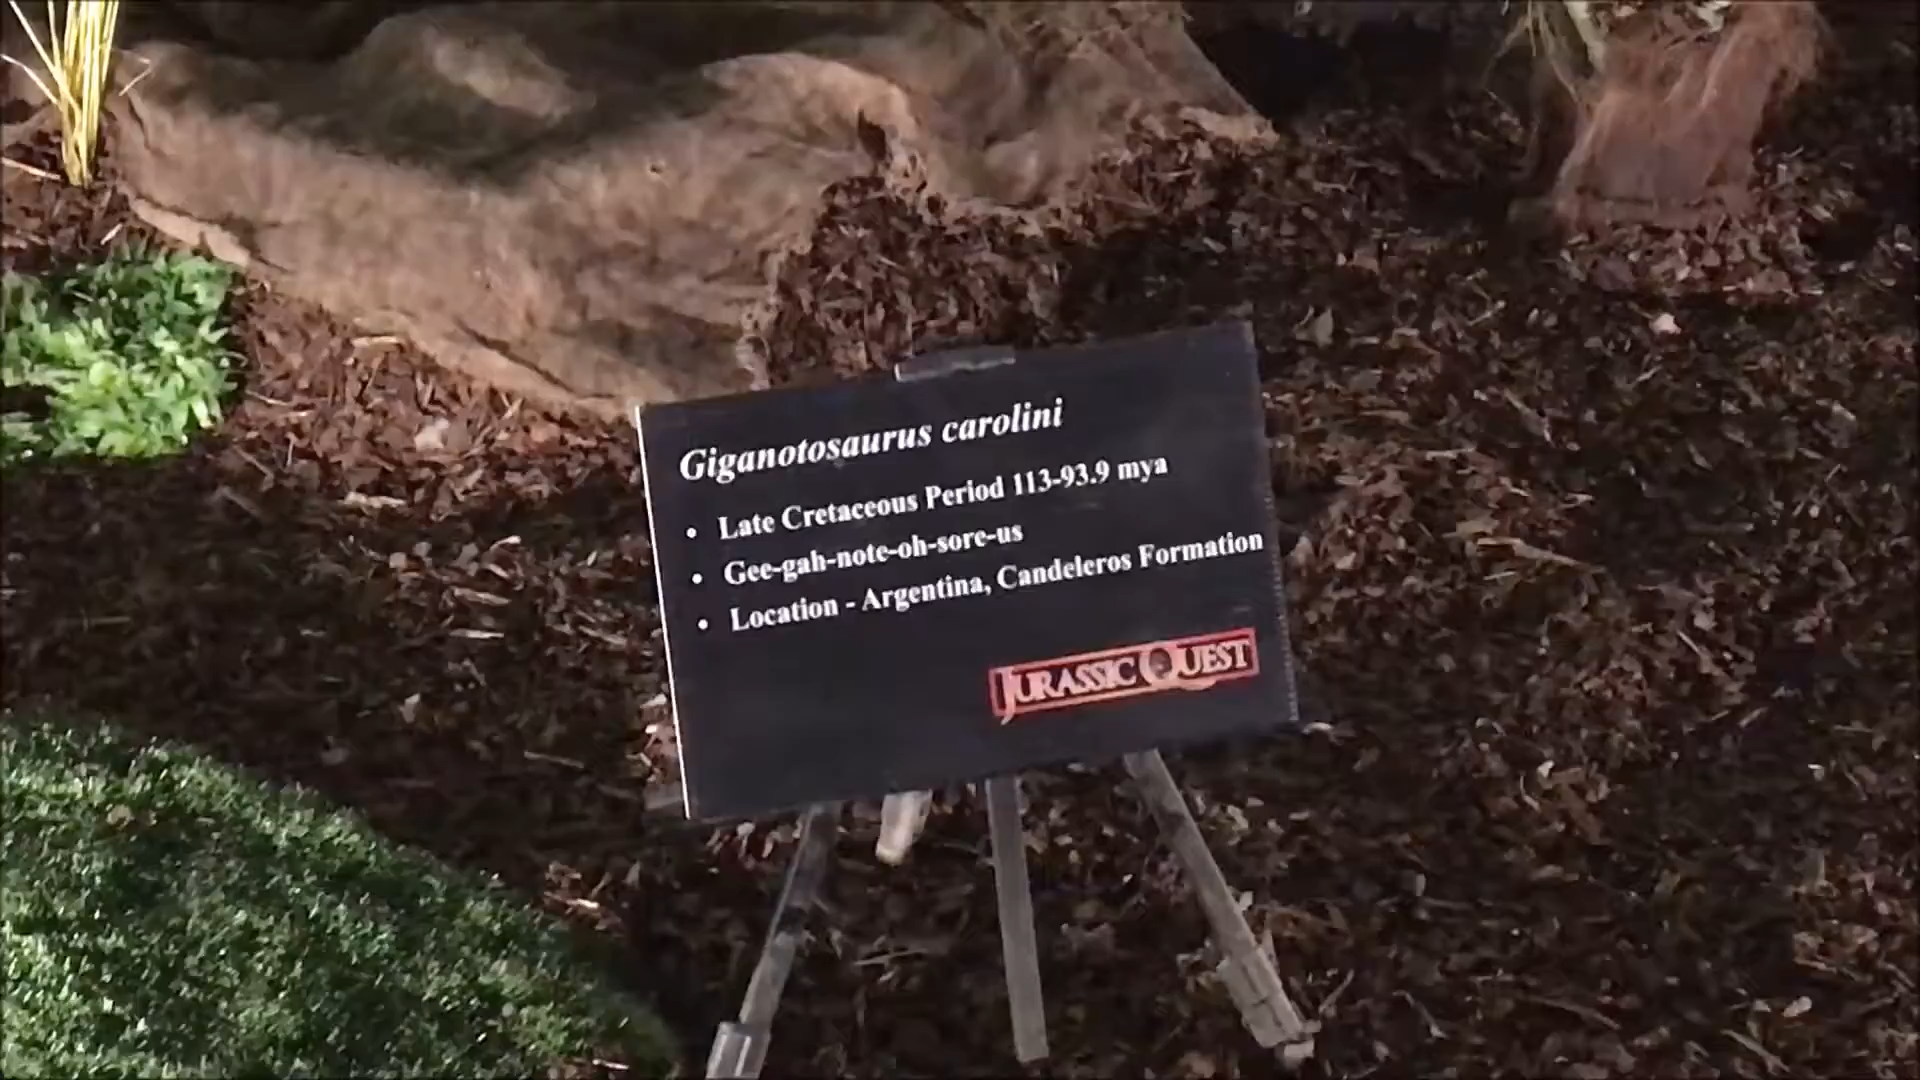 Giganotosaurus carolini
• Late Cretaceous Period 113-93.9 mya
• Gee-gah-note-oh-sore-us
• Location - Argentina, Candeleros Formation
JURASSIC QUEST